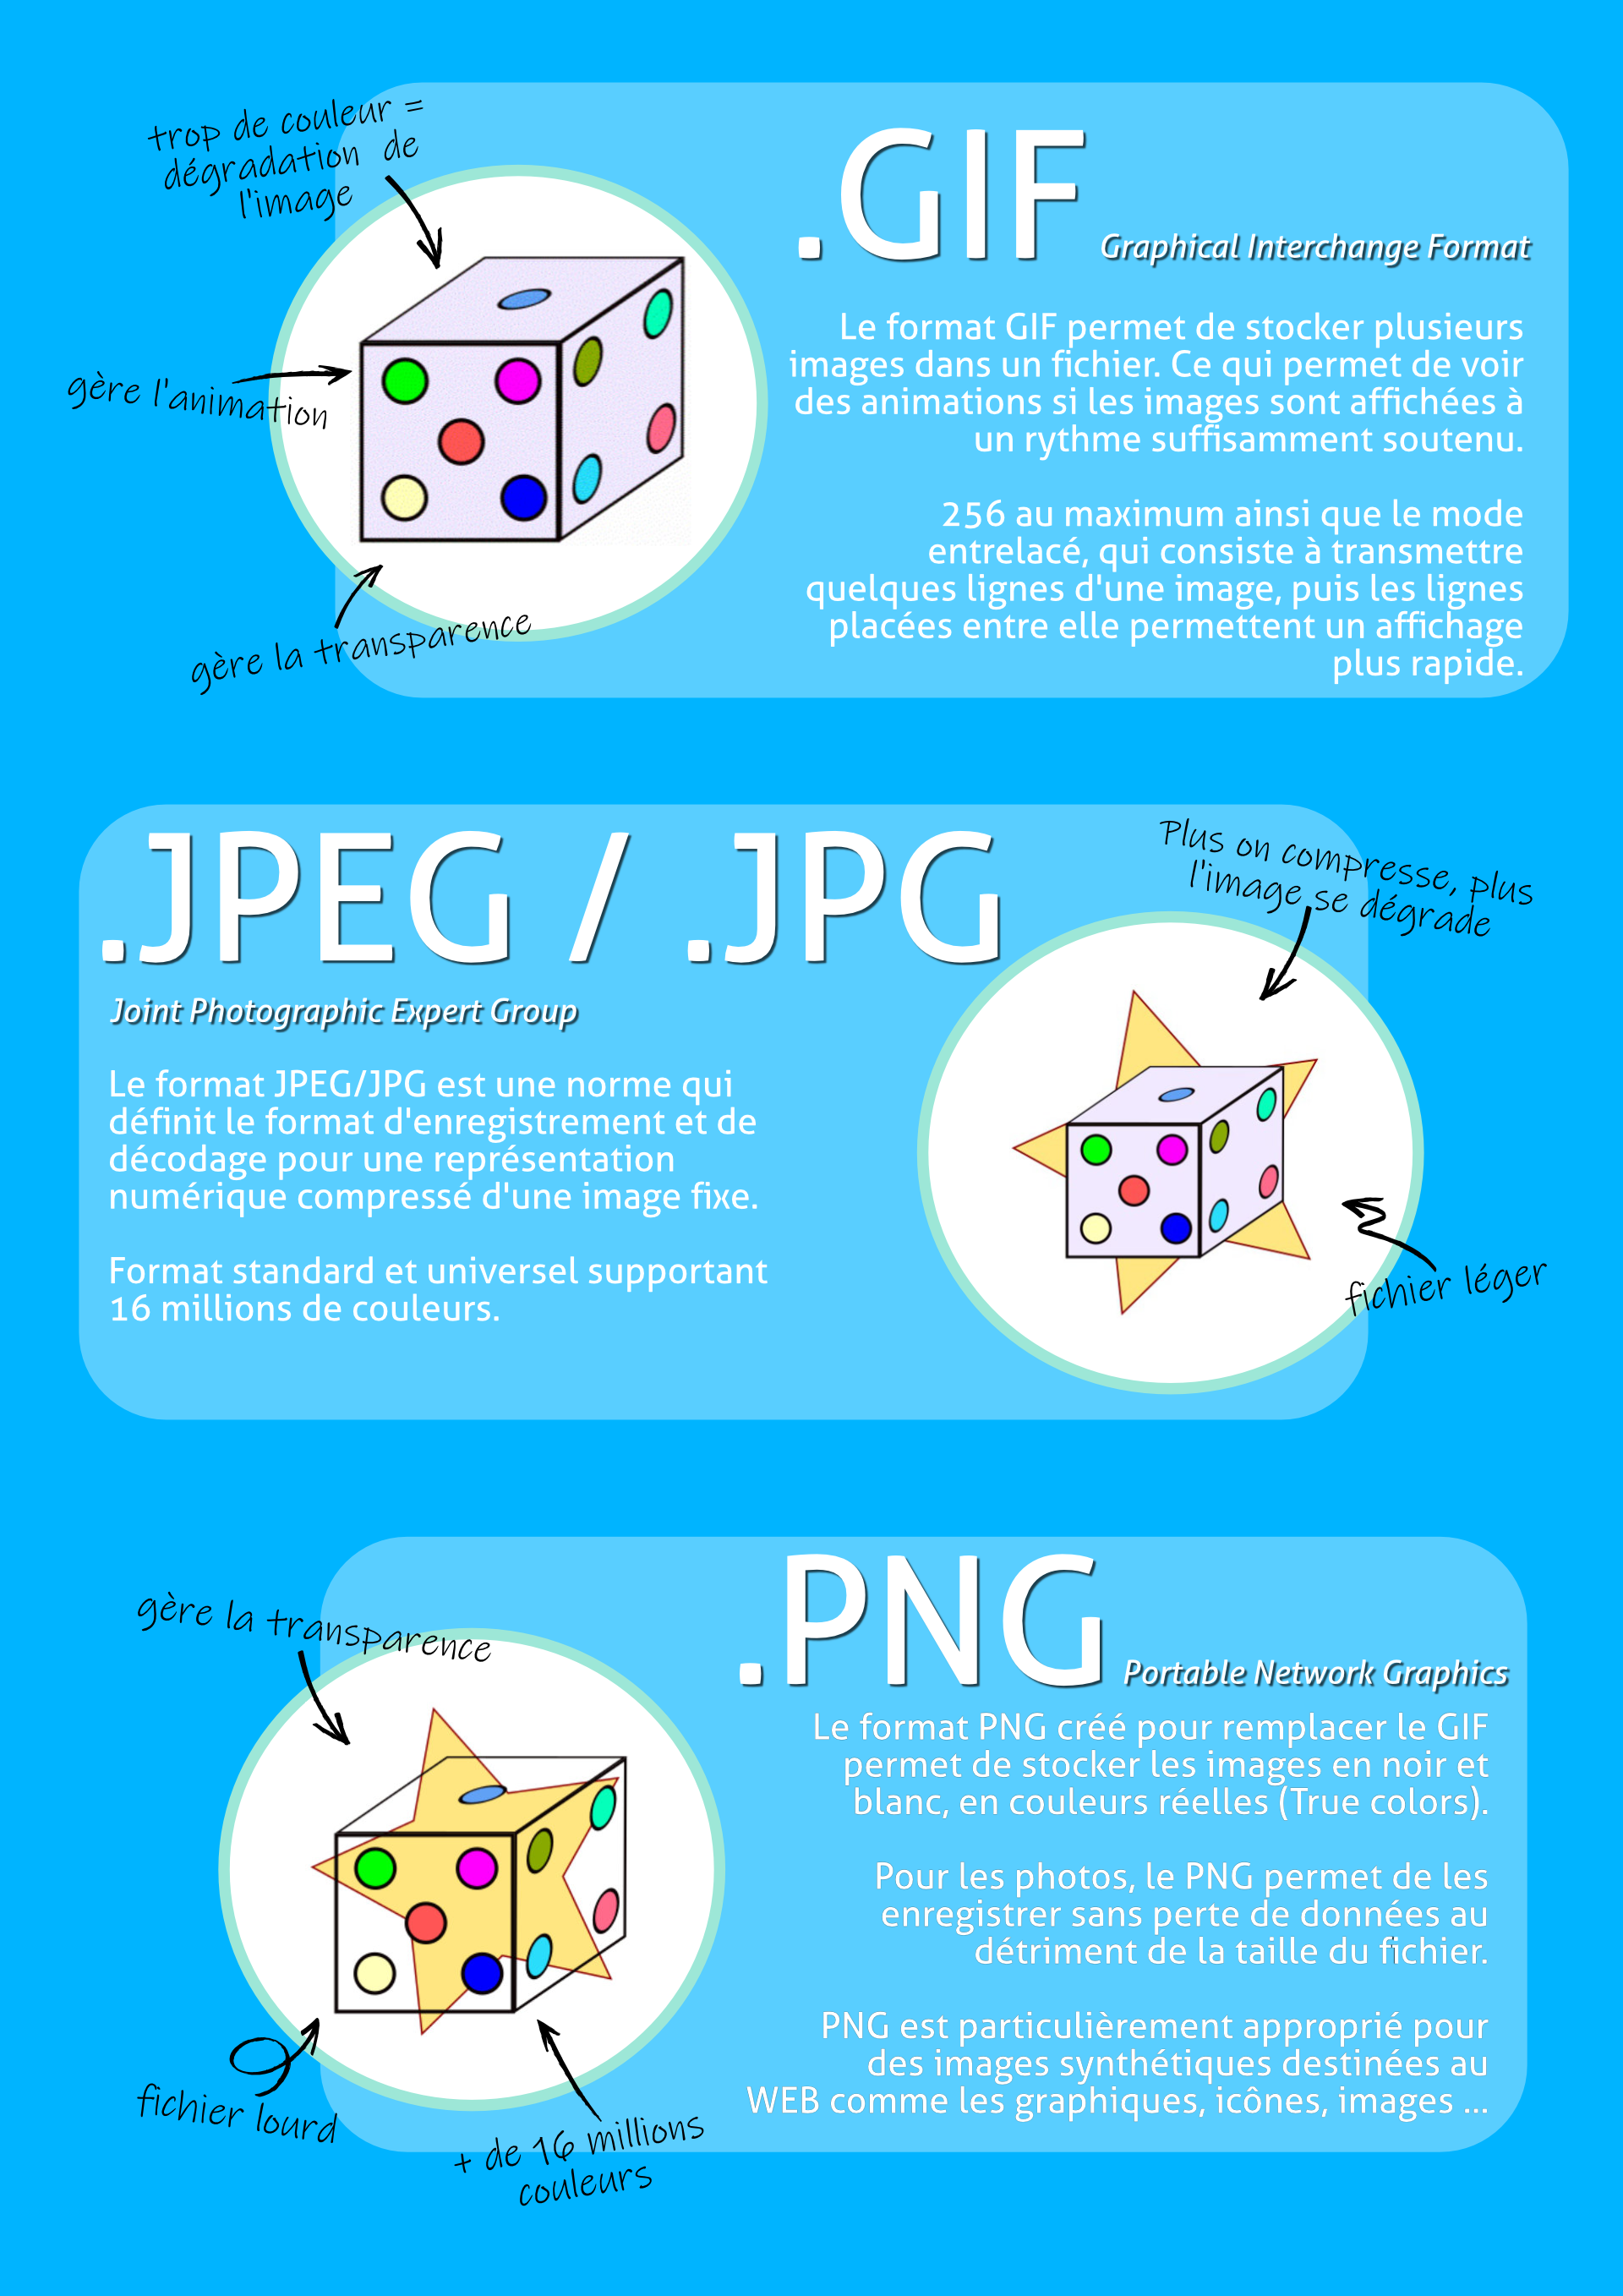 trop de couleur =
dégradation de
l'image
.GIF Graphical Interchange Format
gère l'animation
gère la transparence
Le format GIF permet de stocker plusieurs
images dans un fichier. Ce qui permet de voir
des animations si les images sont affichées à
un rythme suffisamment soutenu.
256 au maximum ainsi que le mode
entrelacé, qui consiste à transmettre
quelques lignes d'une image, puis les lignes
placées entre elle permettent un affichage
plus rapide.
.JPEG / .JPG
Joint Photographic Expert Group
Le format JPEG/JPG est une norme qui
définit le format d'enregistrement et de
décodage pour une représentation
numérique compressé d'une image fixe.
Format standard et universel supportant
16 millions de couleurs.
Plus on compresse, plus
l'image se dégrade
fichier léger
.PNG Portable Network Graphics
gère la transparence
Le format PNG créé pour remplacer le GIF
permet de stocker les images en noir et
blanc, en couleurs réelles (True colors).
Pour les photos, le PNG permet de les
enregistrer sans perte de données au
détriment de la taille du fichier.
PNG est particulièrement approprié pour
des images synthétiques destinées au
WEB comme les graphiques, icônes, images ...
fichier lourd
+ de 16 millions
couleurs